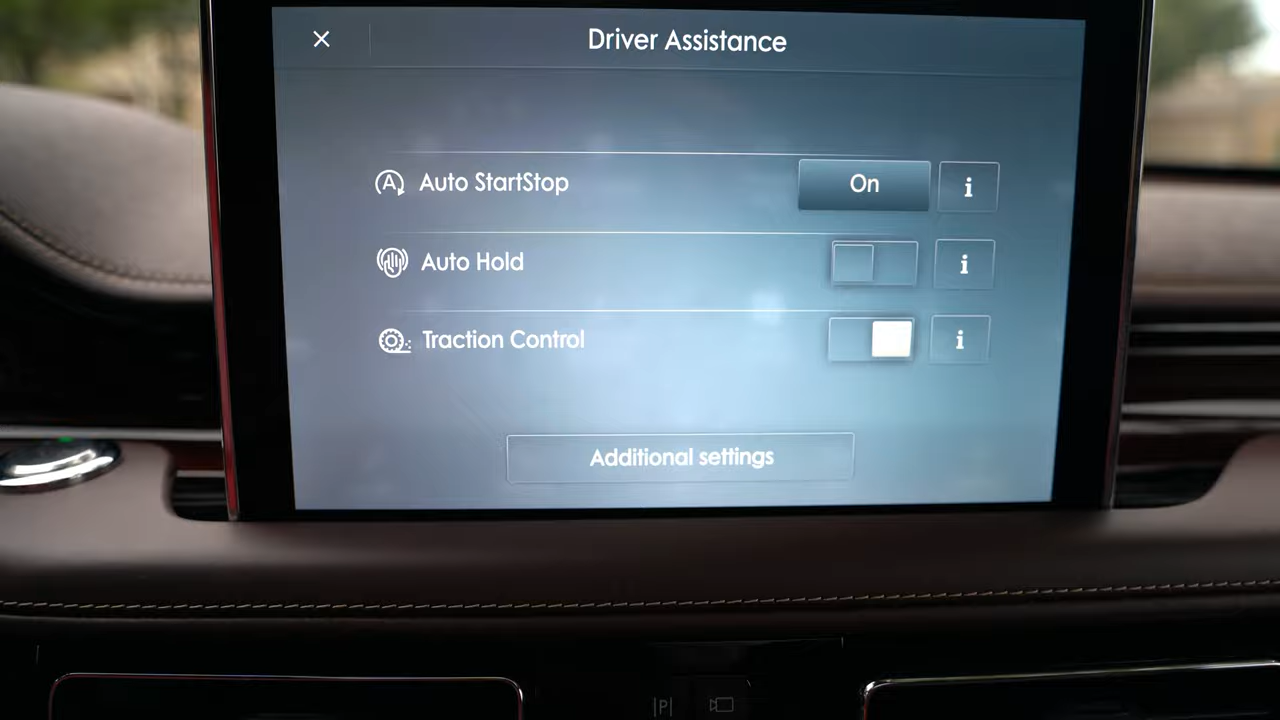 Driver Assistance
A Auto StartStop On i
Auto Hold i
Traction Control i
Additional settings
P